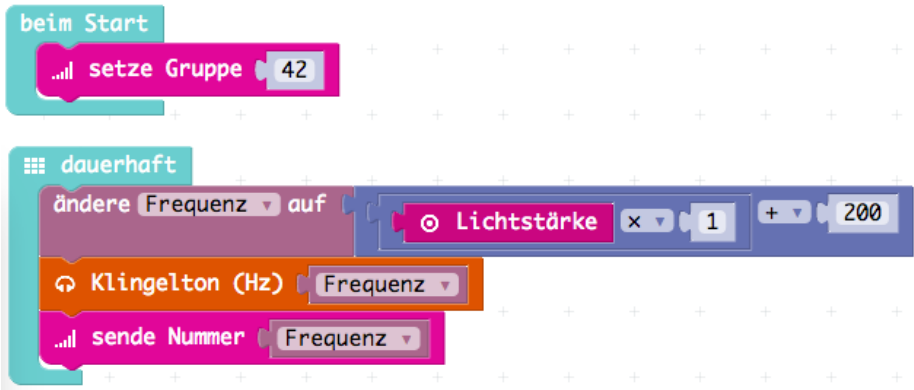 beim Start
setze Gruppe 42
dauerhaft
ändere Frequenz auf Lichtstärke × 1 + 200
Klingelton (Hz) Frequenz
sende Nummer Frequenz